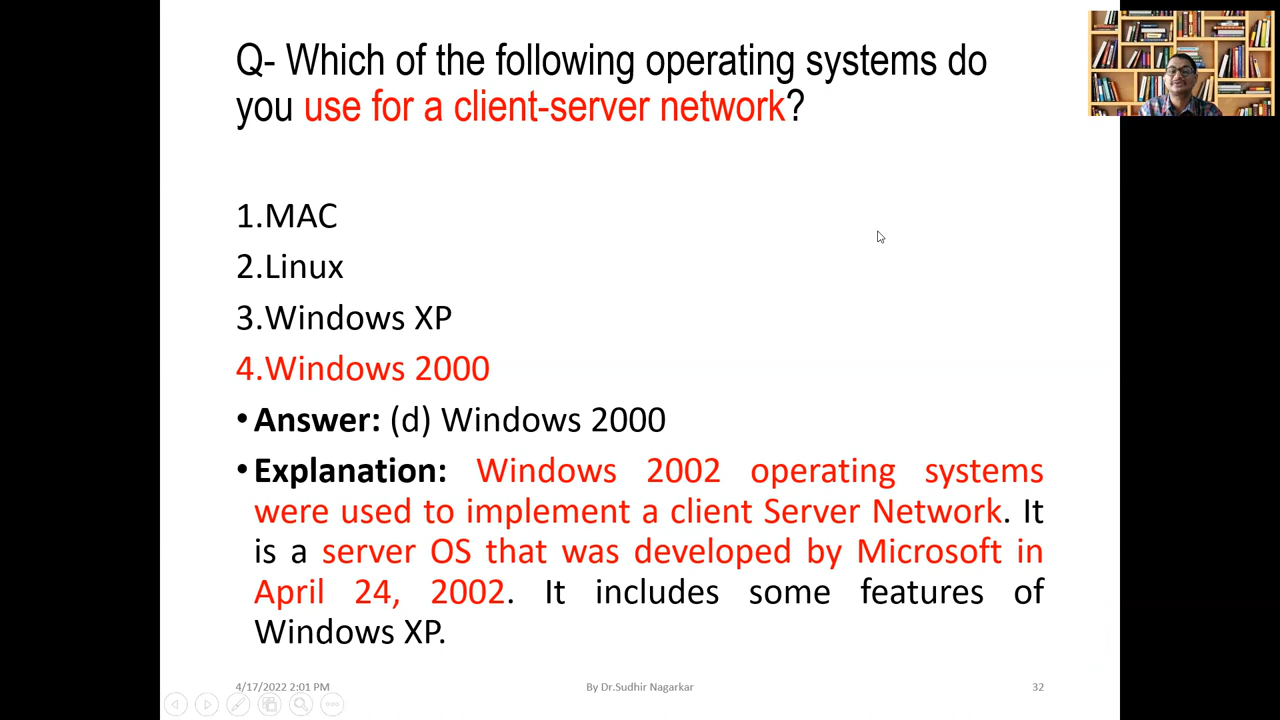 Q- Which of the following operating systems do
you use for a client-server network?
1.MAC
2.Linux
3.Windows XP
4.Windows 2000
• Answer: (d) Windows 2000
• Explanation: Windows 2002 operating systems
were used to implement a client Server Network. It
is a server OS that was developed by Microsoft in
April 24, 2002. It includes some features of
Windows XP.
4/17/2022 2:01 PM
By Dr.Sudhir Nagarkar
32